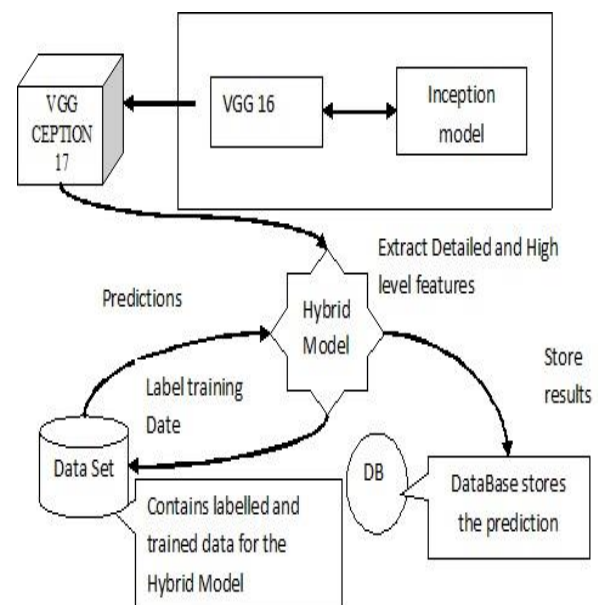 VGG
CEPTION
17
VGG 16
Inception
model
Extract Detailed and High
level features
Predictions
Hybrid
Model
Label training
Date
Store
results
Data Set
DB
DataBase stores
the prediction
Contains labelled and
trained data for the
Hybrid Model